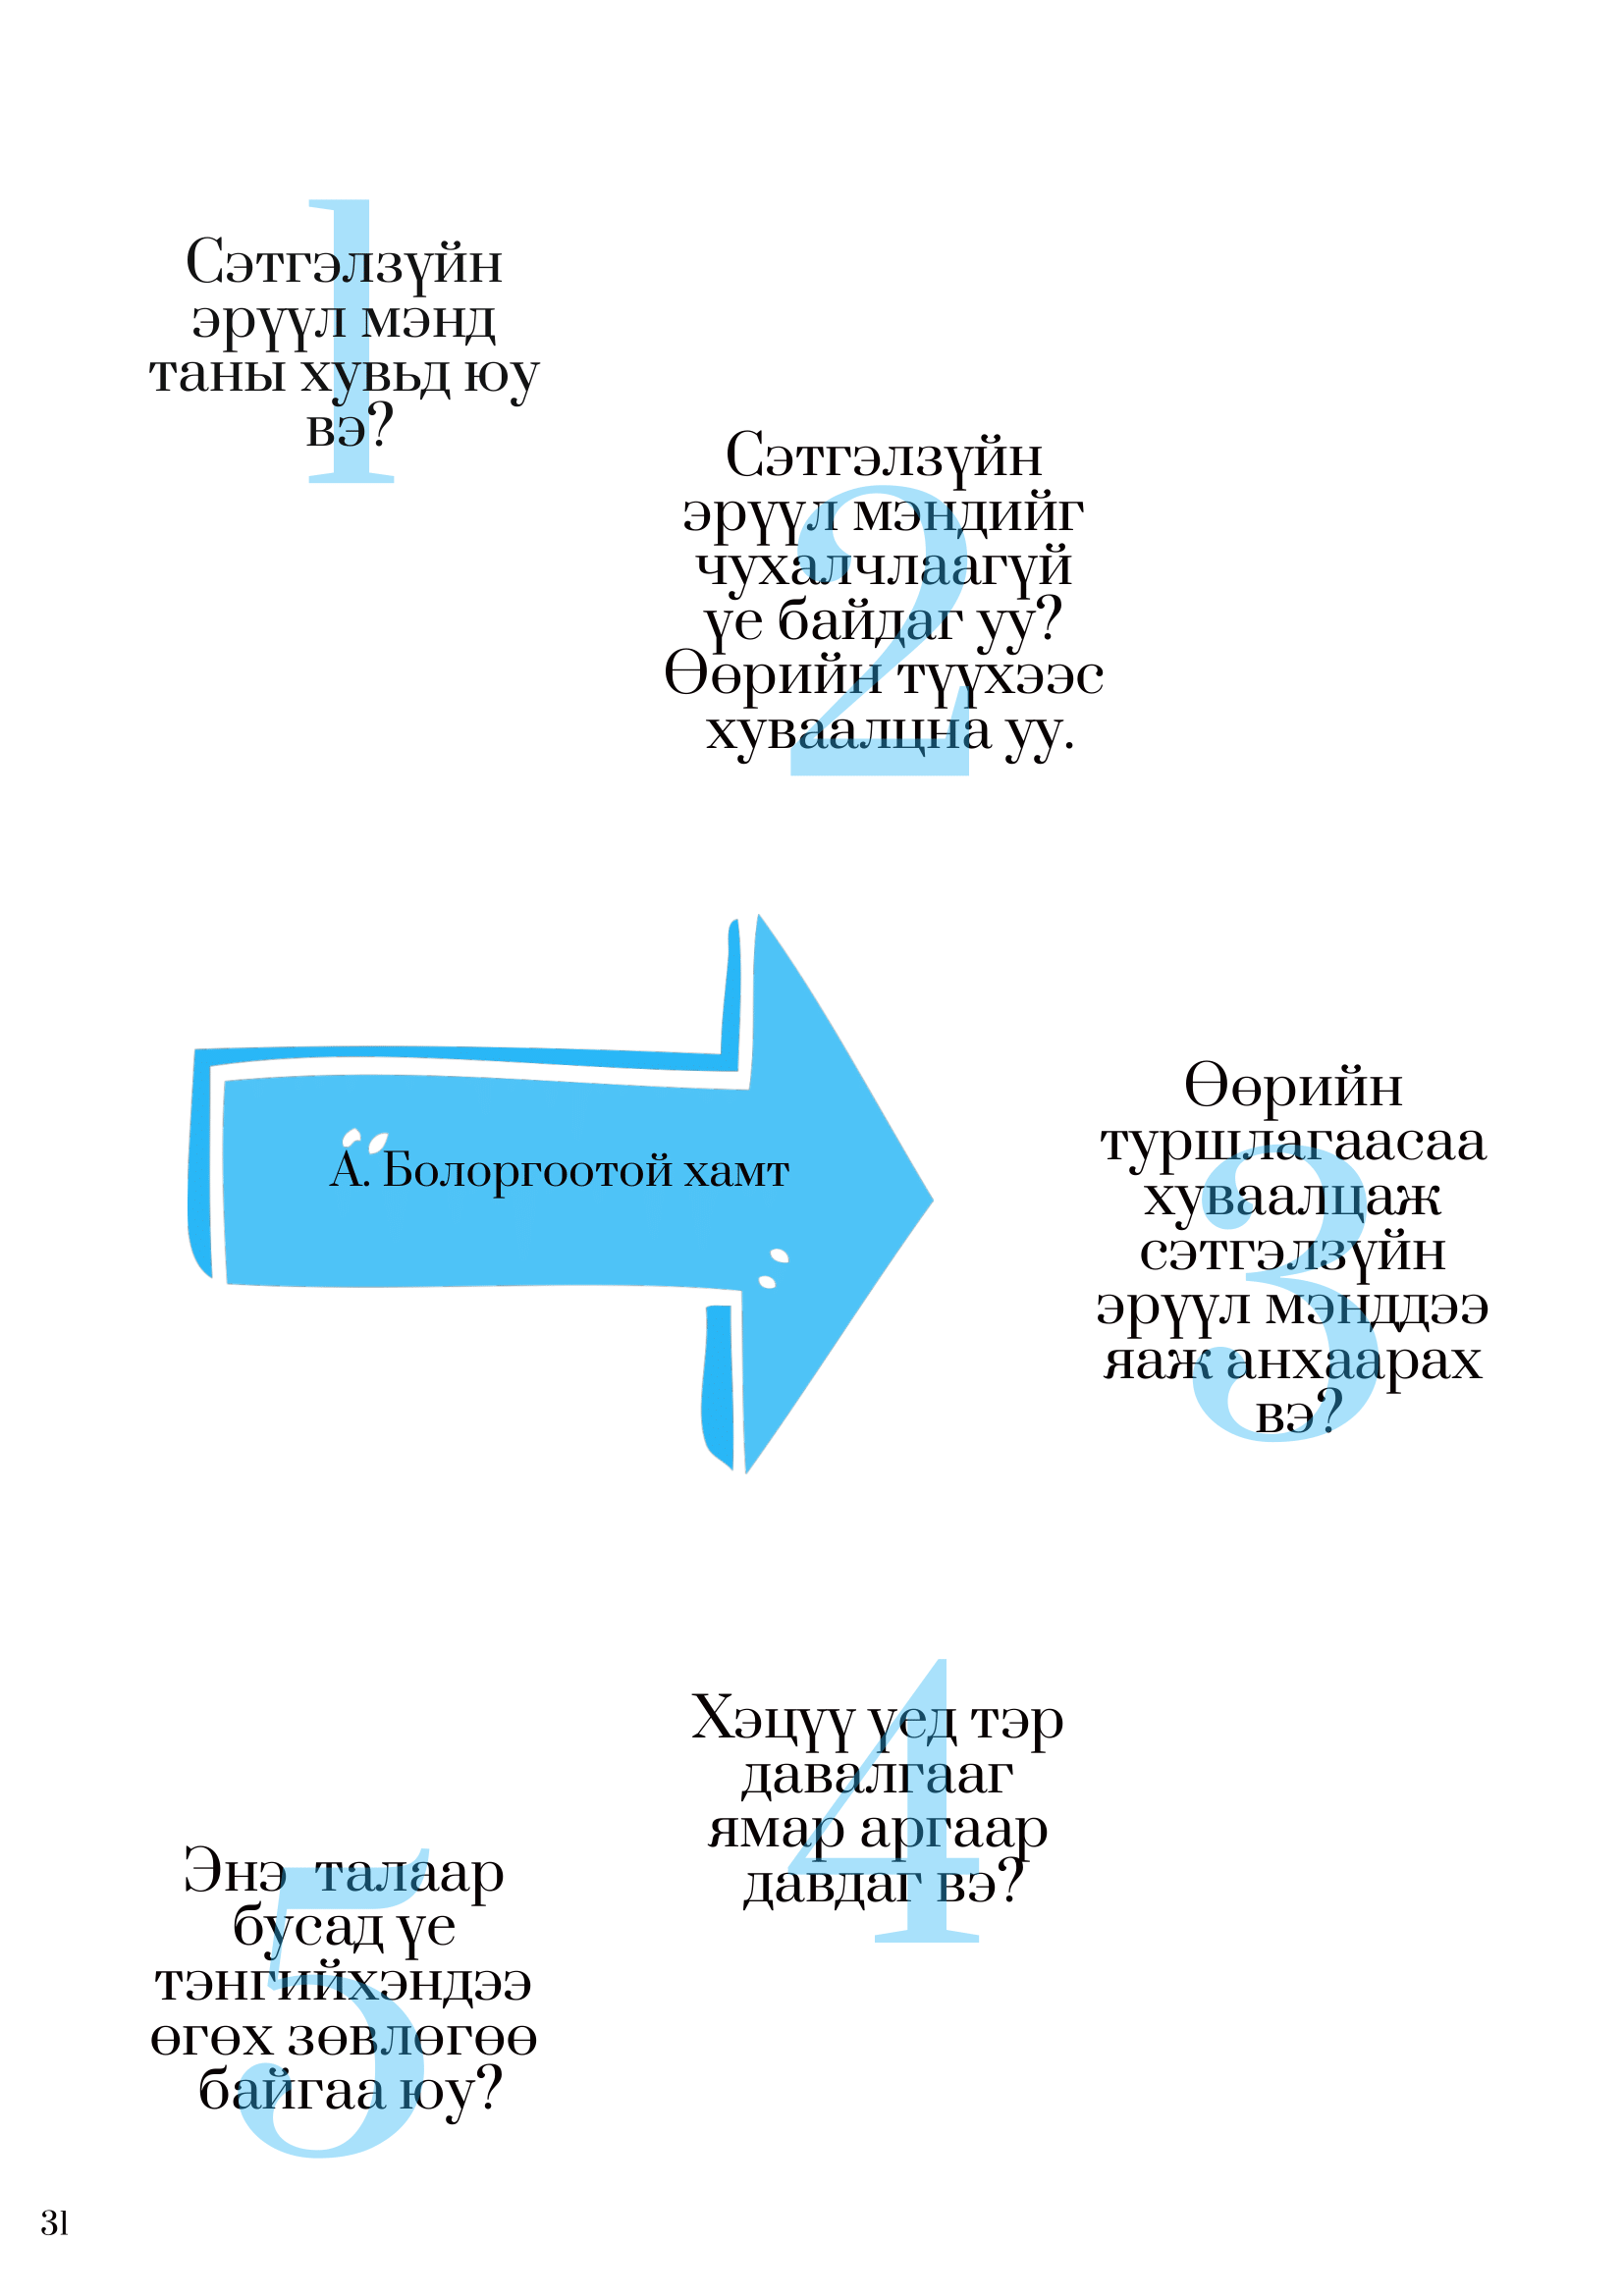 1
Сэтгэлзүйн
эрүүл мэнд
таны хувьд юу
вэ?
2
Сэтгэлзүйн
эрүүл мэндийг
чухалчлаагүй
үе байдаг уу?
Өөрийн түүхээс
хуваалцна уу.
А. Болоргоотой хамт
3
Өөрийн
туршлагаасаа
хуваалцаж
сэтгэлзүйн
эрүүл мэнддээ
яаж анхаарах
вэ?
4
Хэцүү үед тэр
давалгааг
ямар аргаар
давдаг вэ?
5
Энэ талаар
бусад үе
тэнгийхэндээ
өгөх зөвлөгөө
байгаа юу?
31